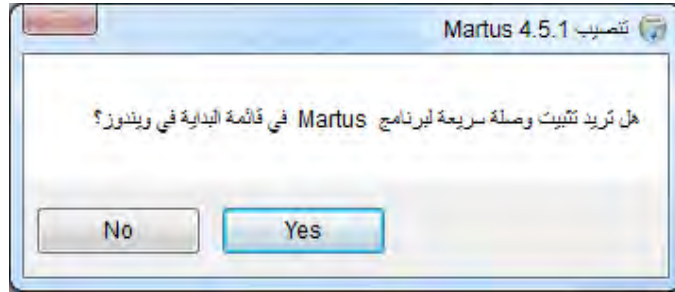 تنصيب Martus 4.5.1
هل تريد تثبيت وصلة سريعة لبرنامج Martus في قائمة البداية في ويندوز؟
Yes No